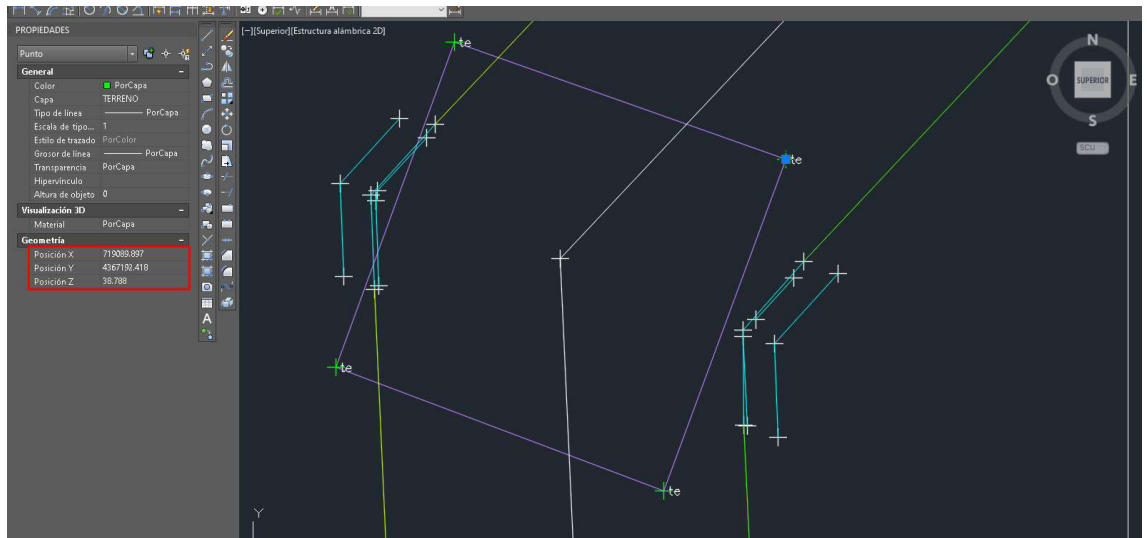 PROPIEDADES
Punto
General
Color PorCapa
Capa TERRENO
Tipo de línea PorCapa
Escala de tipo... 1
Estilo de trazado PorColor
Grosor de línea PorCapa
Transparencia PorCapa
Hipervínculo
Altura de objeto 0
Visualización 3D
Material PorCapa
Geometría
Posición X 719089.897
Posición Y 4367192.418
Posición Z 38.788
[−][Superior][Estructura alámbrica 2D]
te
te
te
te
Y
N
O SUPERIOR E
S
SCU
A